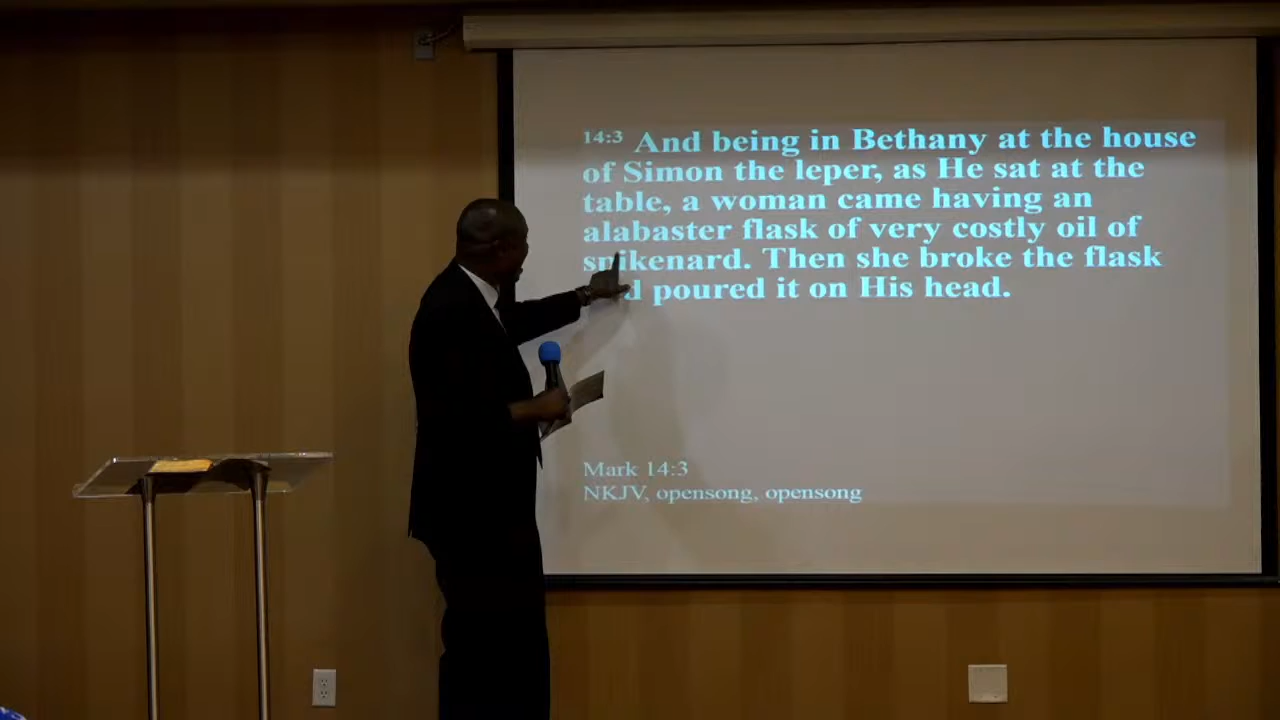 14:3 And being in Bethany at the house
of Simon the leper, as He sat at the
table, a woman came having an
alabaster flask of very costly oil of
spikenard. Then she broke the flask
poured it on His head.
Mark 14:3
NKJV, opensong, opensong